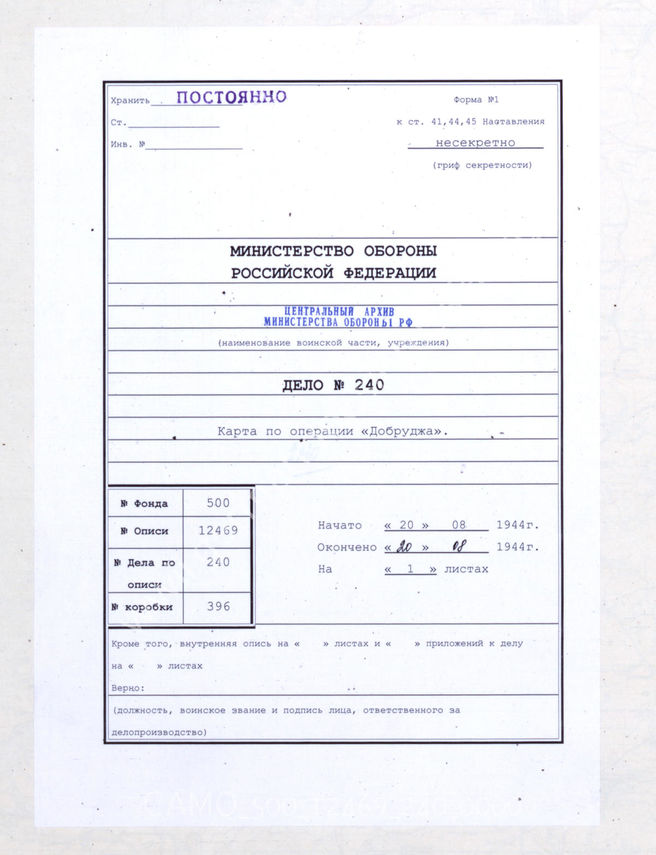 Хранить ПОСТОЯННО
Форма №1
Ст.
к ст. 41,44,45 Наставления
Инв. №
несекретно
(гриф секретности)
МИНИСТЕРСТВО ОБОРОНЫ
РОССИЙСКОЙ ФЕДЕРАЦИИ
ЦЕНТРАЛЬНЫЙ АРХИВ
МИНИСТЕРСТВА ОБОРОНЫ РФ
(наименование воинской части, учреждения)
ДЕЛО № 240
Карта по операции «Добруджа».
№ Фонда 500
№ Описи 12469
№ Дела по описи 240
№ коробки 396
Начато « 20 » 08 1944г.
Окончено « 20 » 08 1944г.
На « 1 » листах
Кроме того, внутренняя опись на « » листах и « » приложений к делу
на « » листах
Верно:
(должность, воинское звание и подпись лица, ответственного за
делопроизводство)